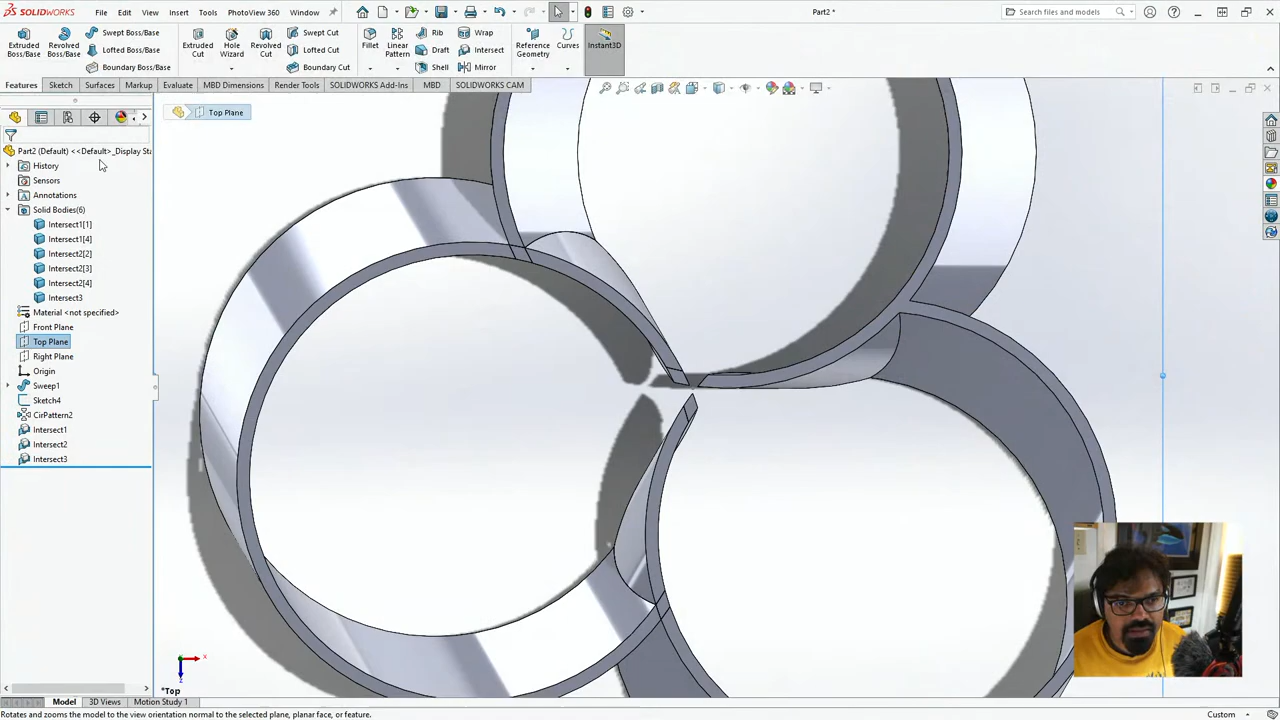 SOLIDWORKS File Edit View Insert Tools PhotoView 360 Window Part2 * Search files and models
Extruded Boss/Base Revolved Boss/Base Swept Boss/Base Lofted Boss/Base Boundary Boss/Base Extruded Cut Hole Wizard Revolved Cut Swept Cut Lofted Cut Boundary Cut Fillet Linear Pattern Rib Draft Shell Wrap Intersect Mirror Reference Geometry Curves Instant3D
Features Sketch Surfaces Markup Evaluate MBD Dimensions Render Tools SOLIDWORKS Add-Ins MBD SOLIDWORKS CAM
Top Plane
Part2 (Default) <<Default>_Display Sta
History
Sensors
Annotations
Solid Bodies(6)
Intersect1[1]
Intersect1[4]
Intersect2[2]
Intersect2[3]
Intersect2[4]
Intersect3
Material <not specified>
Front Plane
Top Plane
Right Plane
Origin
Sweep1
Sketch4
CirPattern2
Intersect1
Intersect2
Intersect3
X
Z
*Top
Model 3D Views Motion Study 1
Rotates and zooms the model to the view orientation normal to the selected plane, planar face, or feature. Custom